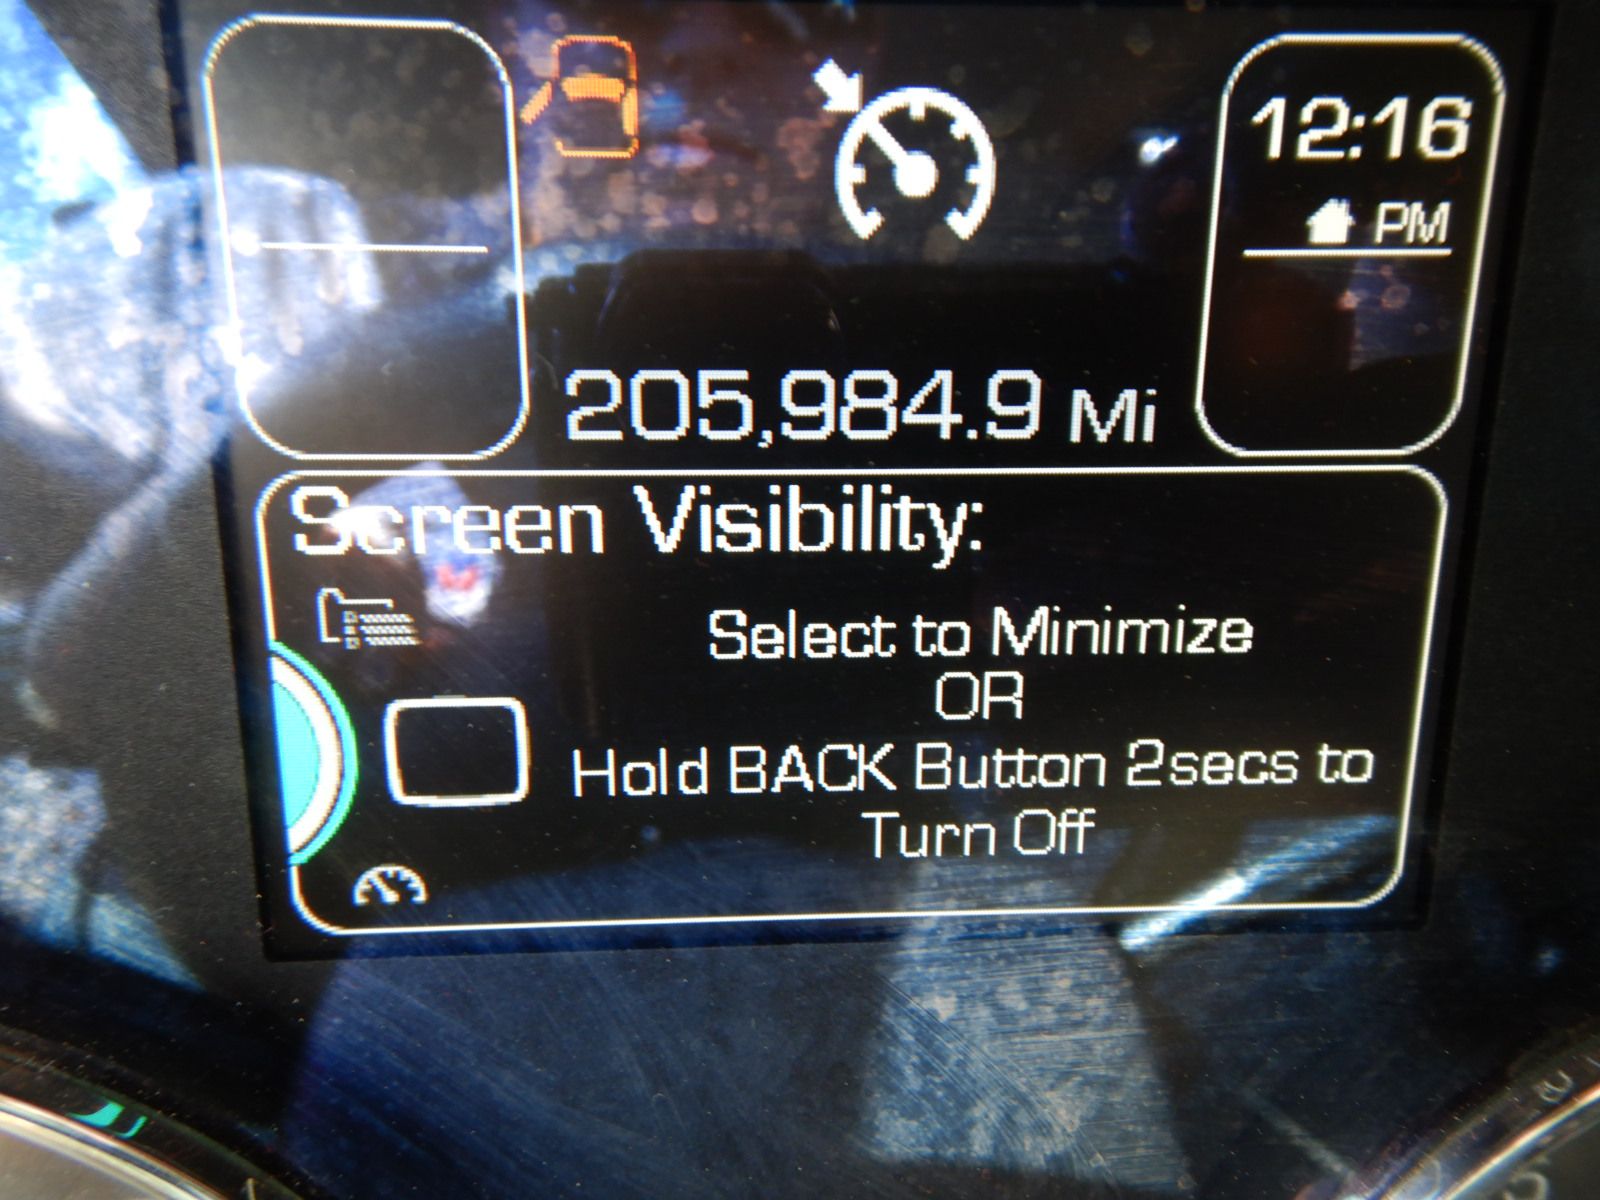 12:16
PM
205,984.9 Mi
Screen Visibility:
Select to Minimize
OR
Hold BACK Button 2secs to
Turn Off